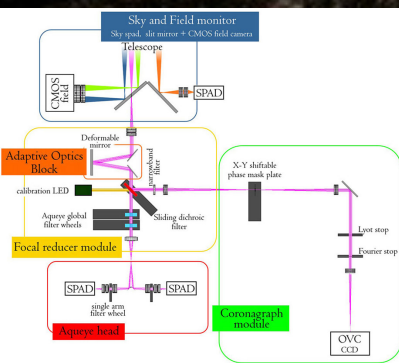 Sky and Field monitor
Sky spad, slit mirror + CMOS field camera
Telescope
CMOS
field
SPAD
Deformable
mirror
Adaptive Optics
Block
narrowband
filter
X-Y shiftable
phase mask plate
calibration LED
Aqueye global
filter wheels
Sliding dichroic
filter
Lyot stop
Fourier stop
Focal reducer module
SPAD
SPAD
single arm
filter wheel
Aqueye head
Coronagraph
module
OVC
CCD